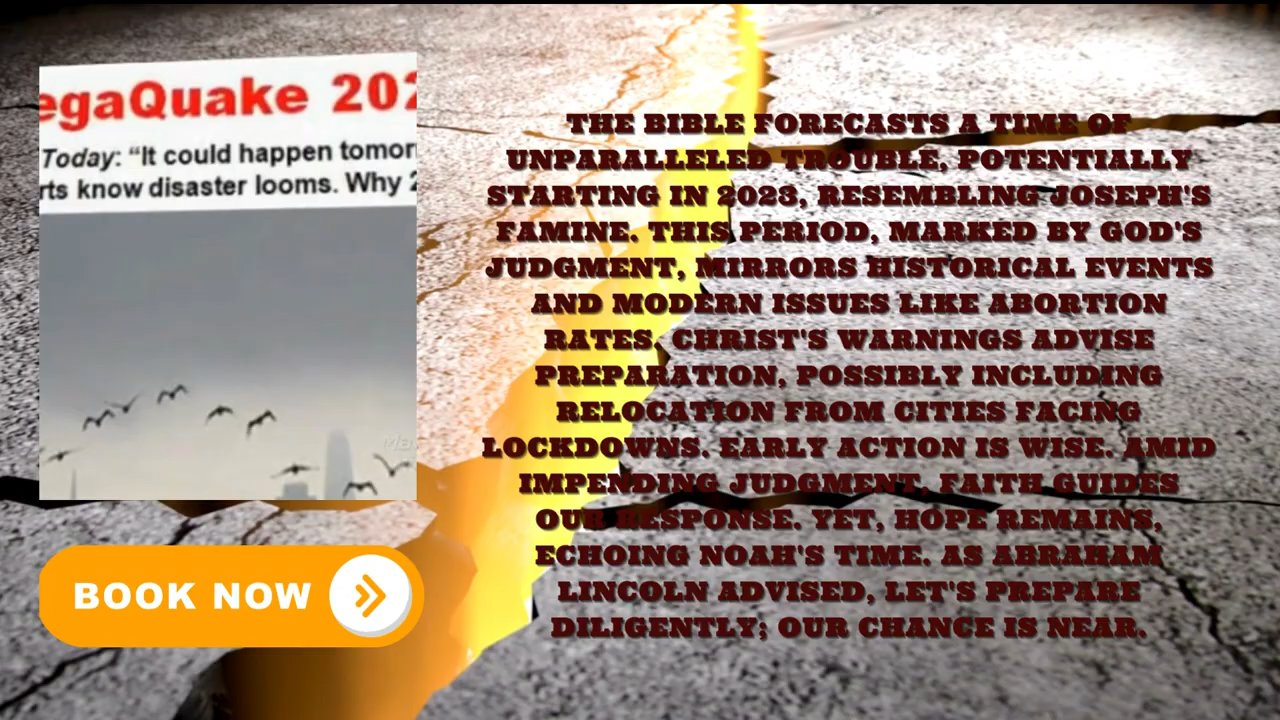 egaQuake 202
Today: “It could happen tomor
rts know disaster looms. Why 2
BOOK NOW
THE BIBLE FORECASTS A TIME OF
UNPARALLELED TROUBLE, POTENTIALLY
STARTING IN 2023, RESEMBLING JOSEPH'S
FAMINE. THIS PERIOD, MARKED BY GOD'S
JUDGMENT, MIRRORS HISTORICAL EVENTS
AND MODERN ISSUES LIKE ABORTION
RATES. CHRIST'S WARNINGS ADVISE
PREPARATION, POSSIBLY INCLUDING
RELOCATION FROM CITIES FACING
LOCKDOWNS. EARLY ACTION IS WISE. AMID
IMPENDING JUDGMENT, FAITH GUIDES
OUR RESPONSE. YET, HOPE REMAINS,
ECHOING NOAH'S TIME. AS ABRAHAM
LINCOLN ADVISED, LET'S PREPARE
DILIGENTLY; OUR CHANCE IS NEAR.